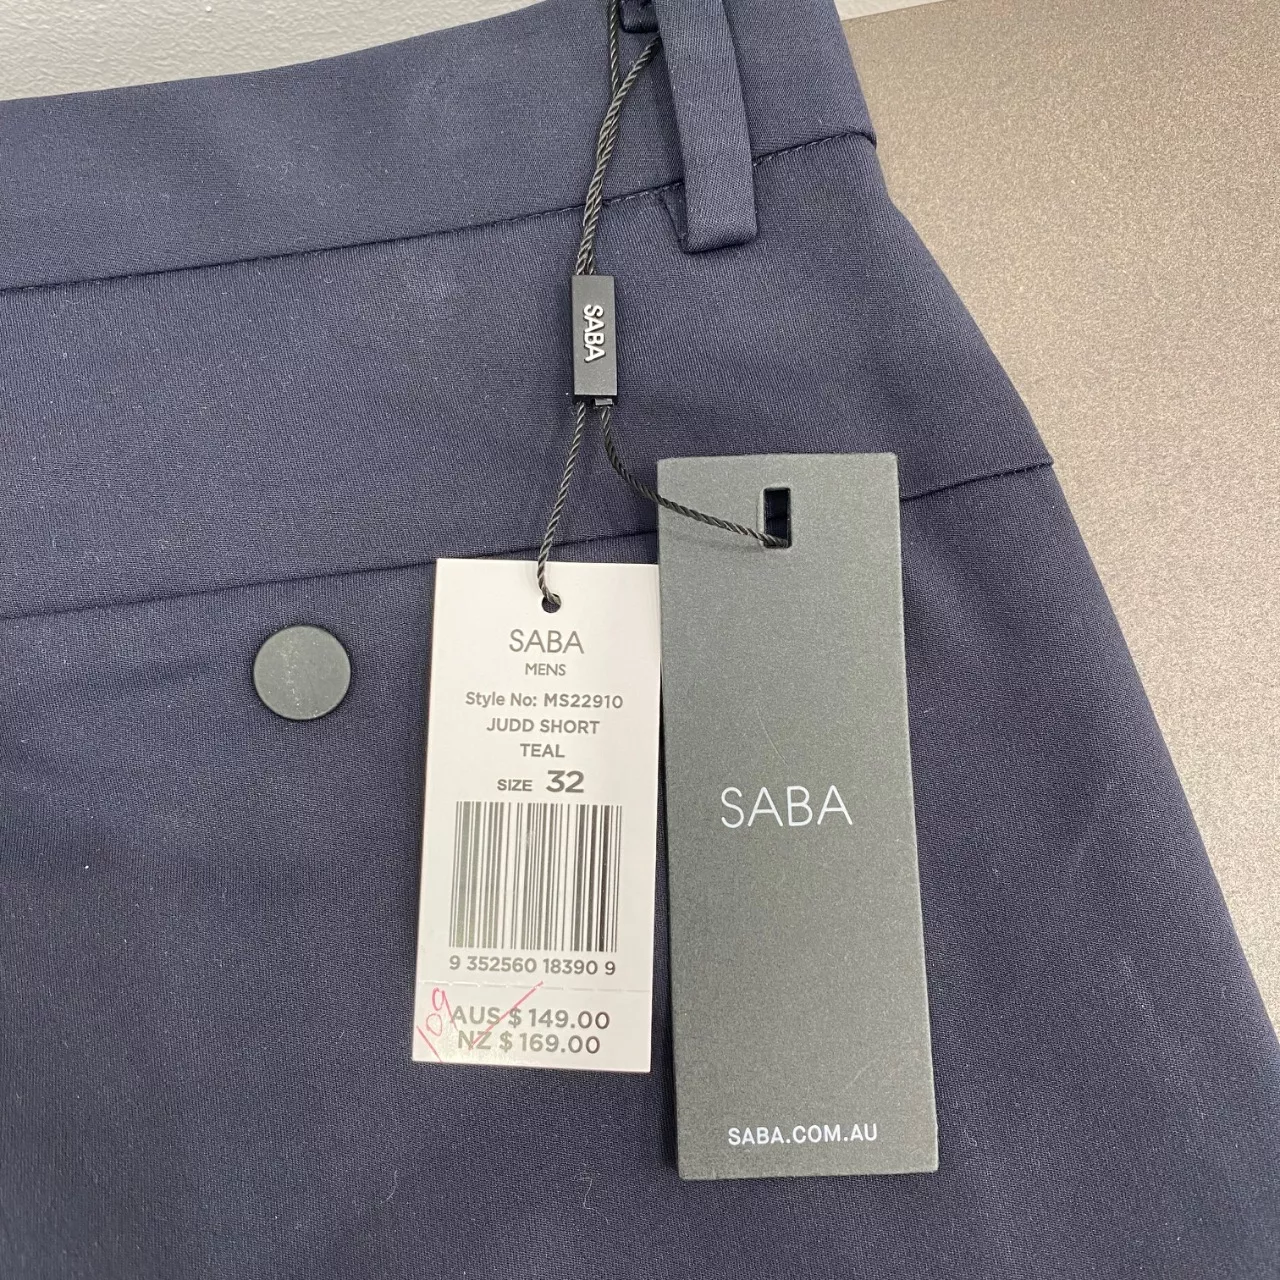 SABA
SABA
MENS
Style No: MS22910
JUDD SHORT
TEAL
SIZE 32
9 352560 18390 9
109
AUS $149.00
NZ $169.00
SABA
SABA.COM.AU